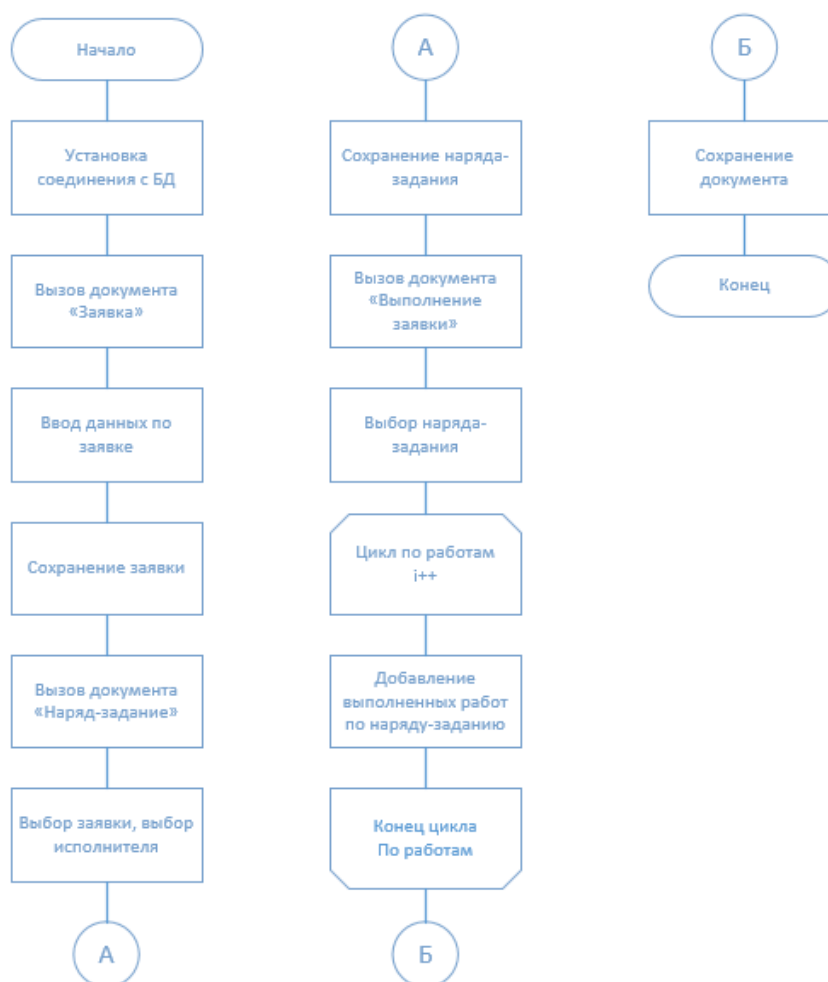 Начало
Установка
соединения с БД
Вызов документа
«Заявка»
Ввод данных по
заявке
Сохранение заявки
Вызов документа
«Наряд-задание»
Выбор заявки, выбор
исполнителя
А
А
Сохранение наряда-
задания
Вызов документа
«Выполнение
заявки»
Выбор наряда-
задания
Цикл по работам
i++
Добавление
выполненных работ
по наряду-заданию
Конец цикла
По работам
Б
Б
Сохранение
документа
Конец